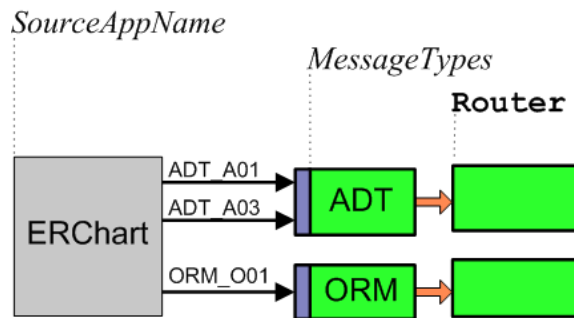 SourceAppName
MessageTypes
Router
ADT_A01
ADT_A03
ADT
ERChart
ORM_O01
ORM